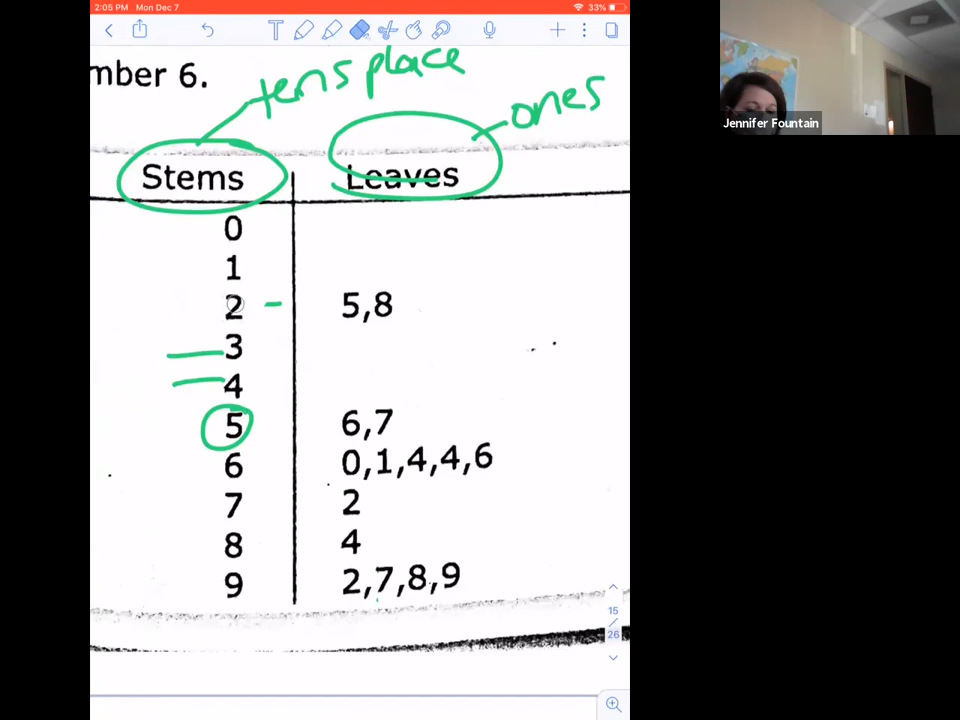 2:05 PM Mon Dec 7
33%
mber 6.
tens place
ones
Jennifer Fountain
Stems Leaves
0
1
2 - 5,8
3
4
5 6,7
6 0,1,4,4,6
7 2
8 4
9 2,7,8,9
15
/
26